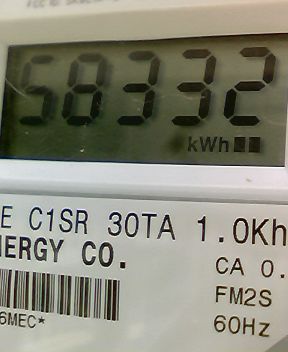 58332
kWh
E C1SR 30TA 1.0Kh
NERGY CO.
CA 0.
FM2S
6MEC*
60Hz